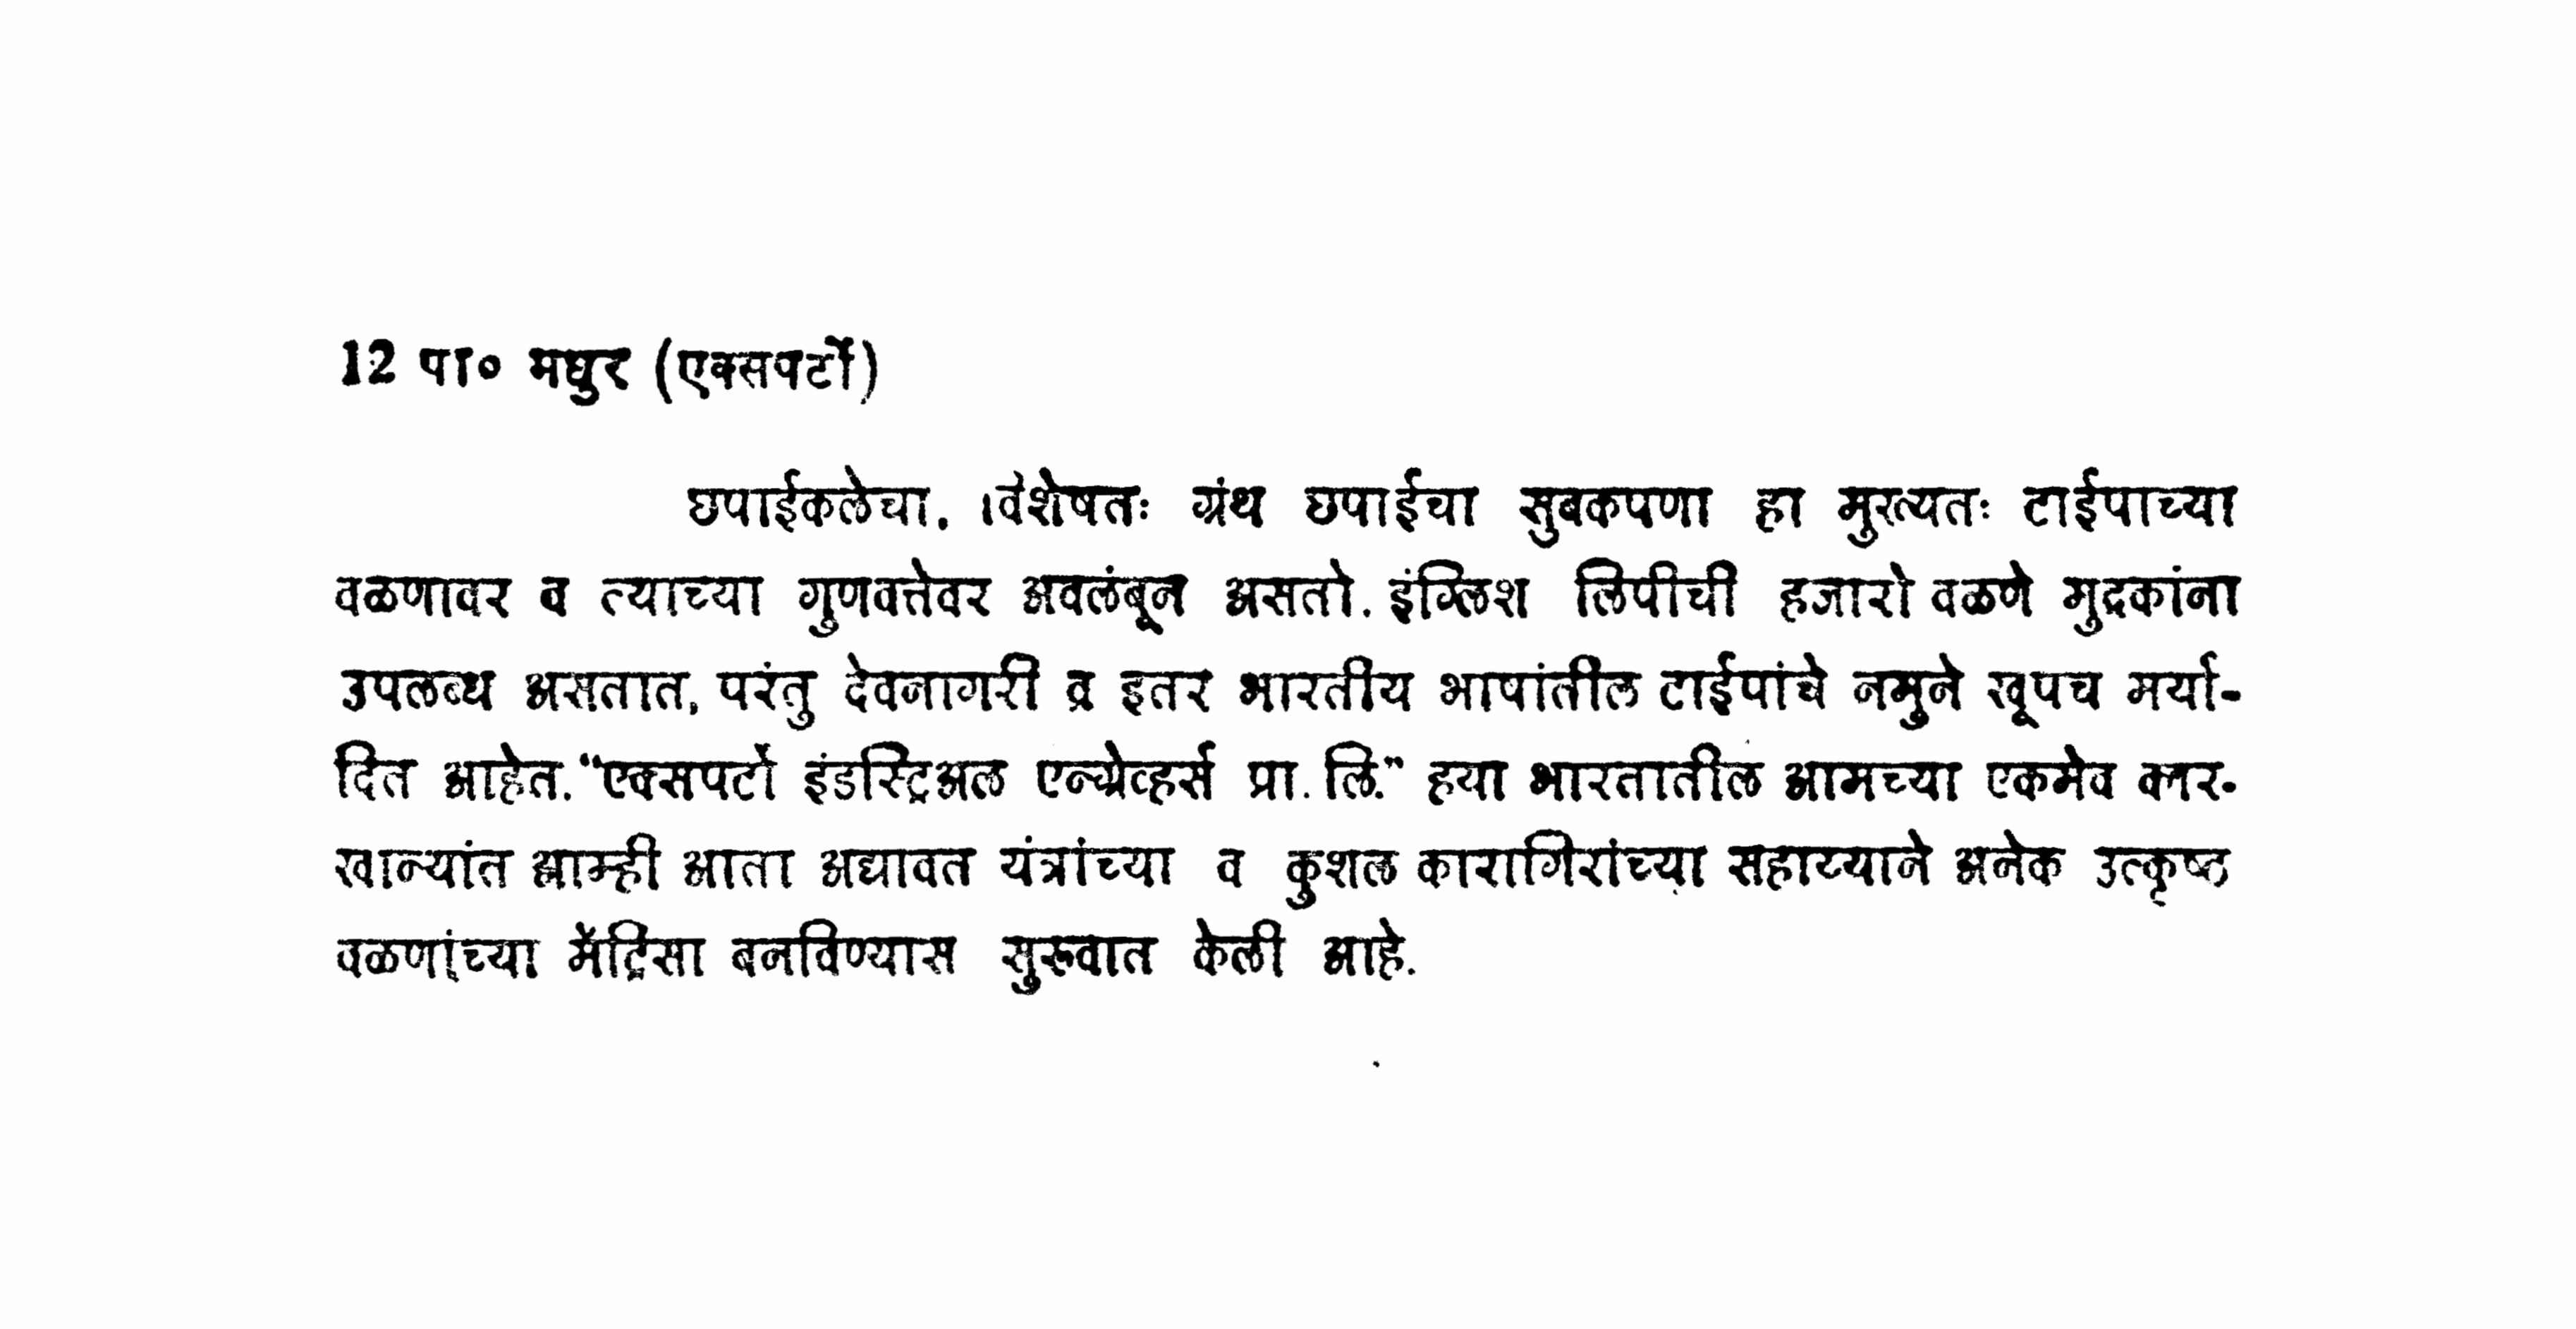 12 पा० मधुर (एक्सपर्टो)
छपाईकलेचा. विशेषतः ग्रंथ छपाईचा सुबकपणा हा मुख्यतः टाईपाच्या
वळणावर व त्याच्या गुणवत्तेवर अवलंबून असतो. इंग्लिश लिपीची हजारो वळणे मुद्रकांना
उपलब्ध असतात. परंतु देवनागरी व इतर भारतीय भाषांतील टाईपांचे नमुने खूपच मर्या-
दित आहेत. “एक्सपर्टो इंडस्ट्रिअल एन्डेव्हर्स प्रा. लि.” हया भारतातील आमच्या एकमेव कार-
खान्यांत आम्ही आता अद्यावत यंत्रांच्या व कुशल कारागिरांच्या सहाय्याने अनेक उत्कृष्ठ
वळणांच्या मॅट्रिसा बनविण्यास सुरूवात केली आहे.